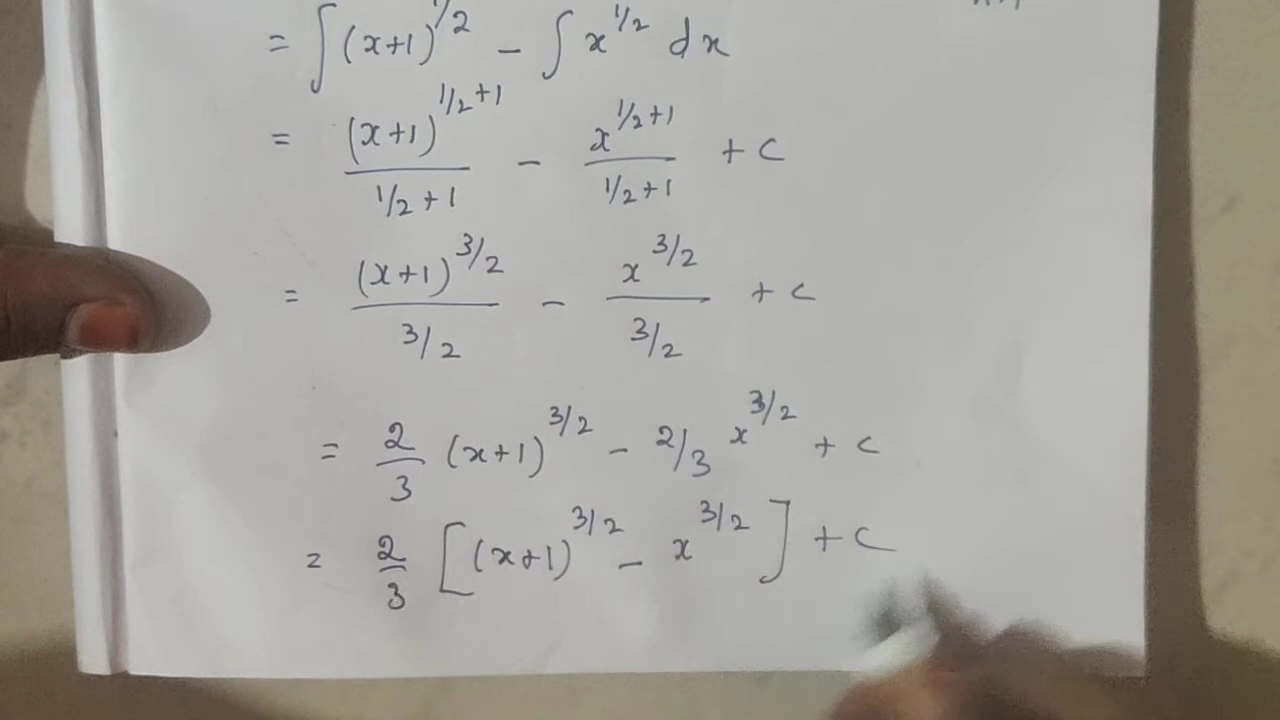 = ∫ (x+1)^1/2 - ∫ x^1/2 dx
= (x+1)^1/2+1 / 1/2+1 - x^1/2+1 / 1/2+1 + c
= (x+1)^3/2 / 3/2 - x^3/2 / 3/2 + c
= 2/3 (x+1)^3/2 - 2/3 x^3/2 + c
= 2/3 [(x+1)^3/2 - x^3/2] + c